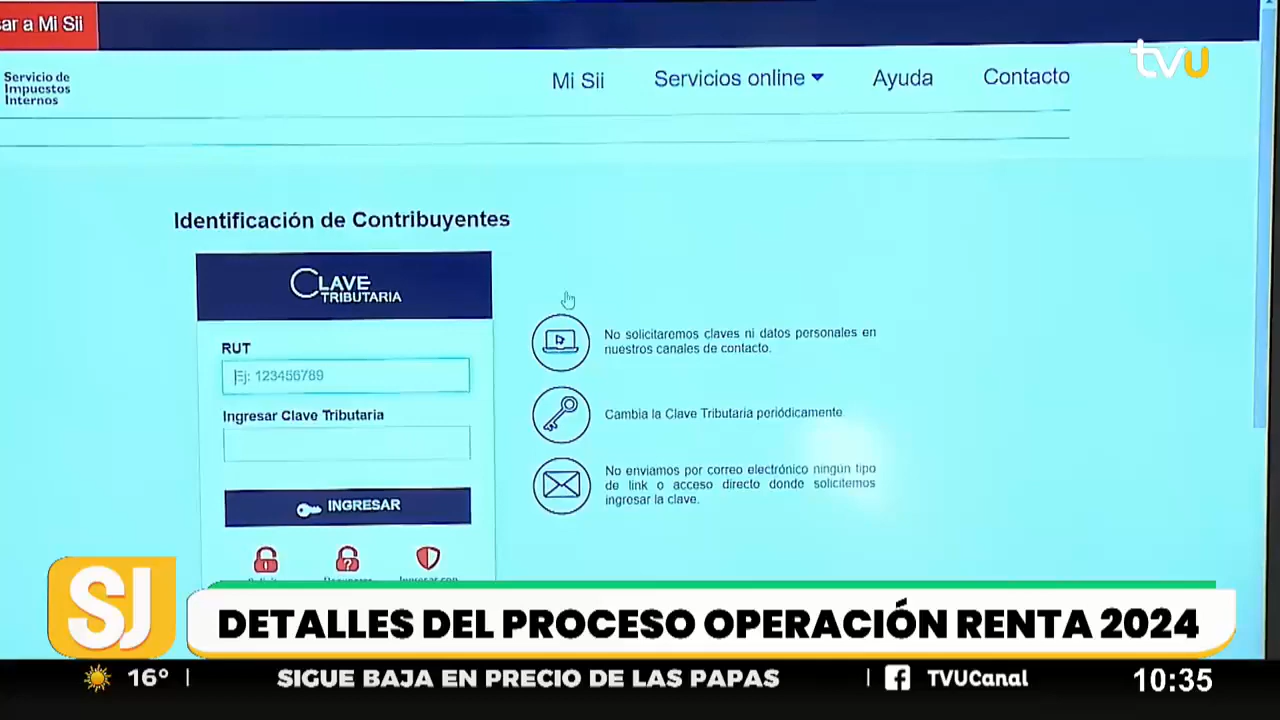 ar a Mi Sii
tvu
Servicio de
Impuestos
Internos
Mi Sii
Servicios online
Ayuda
Contacto
Identificación de Contribuyentes
CLAVE
TRIBUTARIA
RUT
Ej: 123456789
Ingresar Clave Tributaria
INGRESAR
No solicitaremos claves ni datos personales en
nuestros canales de contacto.
Cambia la Clave Tributaria periódicamente
No enviamos por correo electrónico ningún tipo
de link o acceso directo donde solicitemos
ingresar la clave.
SJ
DETALLES DEL PROCESO OPERACIÓN RENTA 2024
16° | SIGUE BAJA EN PRECIO DE LAS PAPAS | TVUCanal 10:35